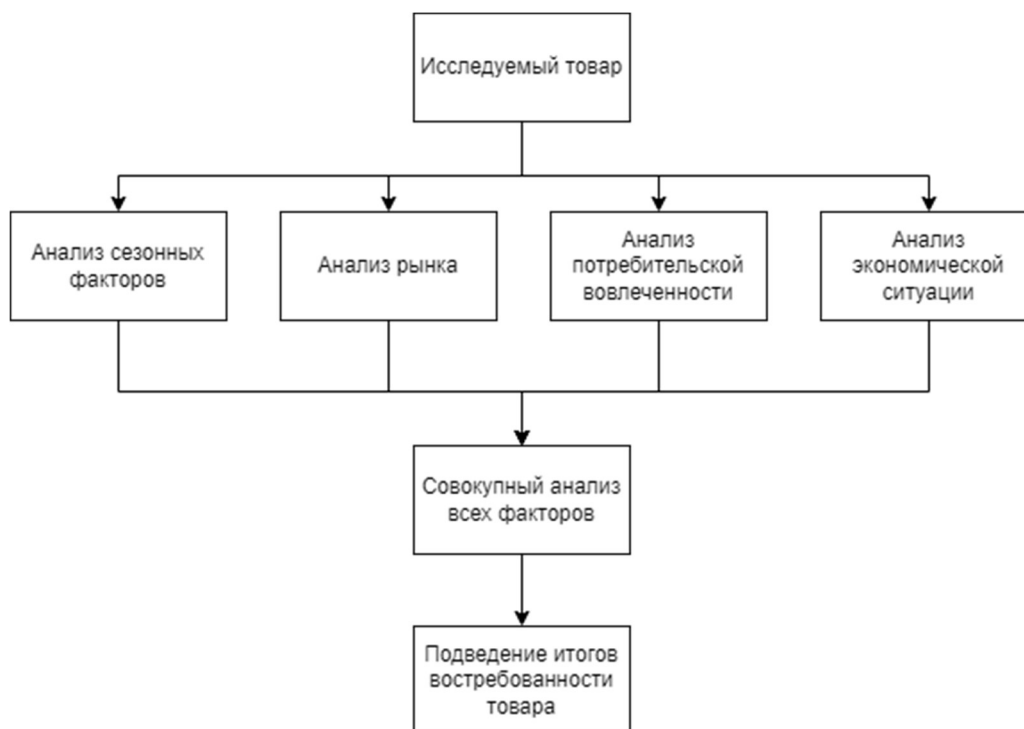 Исследуемый товар
Анализ сезонных
факторов
Анализ рынка
Анализ
потребительской
вовлеченности
Анализ
экономической
ситуации
Совокупный анализ
всех факторов
Подведение итогов
востребованности
товара